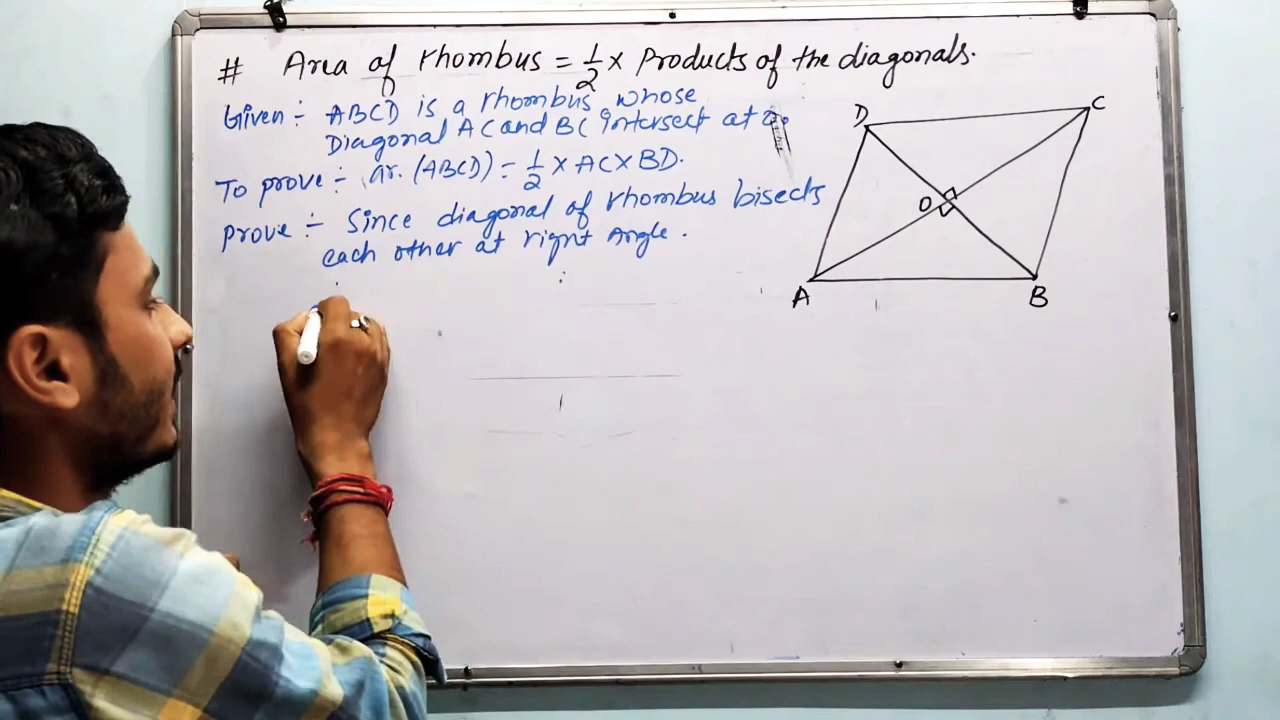 # Area of rhombus = 1/2 × Products of the diagonals.
Given :- ABCD is a rhombus whose
Diagonal AC and BC intersect at o.
To prove :- ar. (ABCD) = 1/2 × AC × BD.
prove :- Since diagonal of rhombus bisects
each other at right Angle.
D
C
O
A
B